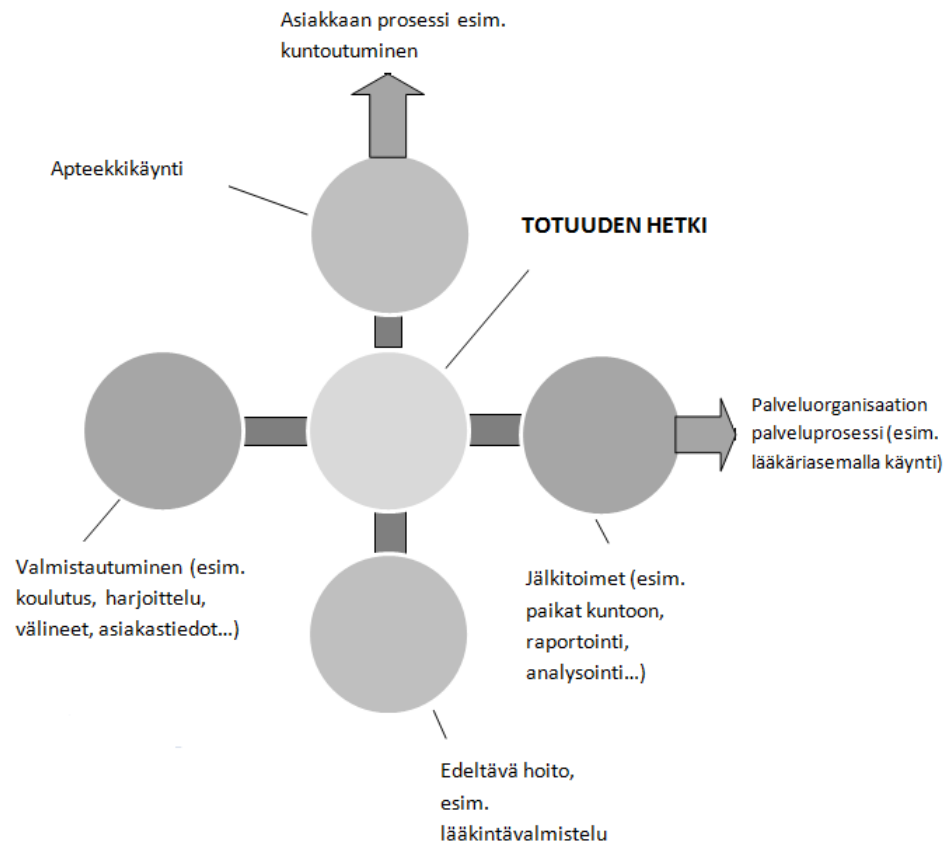 Asiakkaan prosessi esim.
kuntoutuminen
Apteekkikäynti
TOTUUDEN HETKI
Palveluorganisaation
palveluprosessi (esim.
lääkäriasemalla käynti)
Valmistautuminen (esim.
koulutus, harjoittelu,
välineet, asiakastiedot...)
Jälkitoimet (esim.
paikat kuntoon,
raportointi,
analysointi...)
Edeltävä hoito,
esim.
lääkintävalmistelu